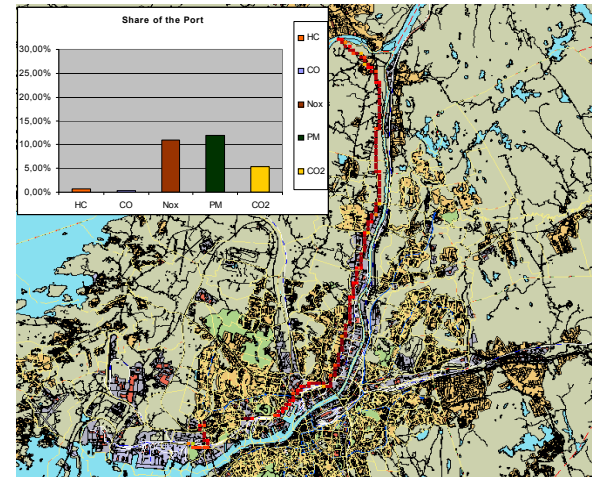 Share of the Port
30,00%
25,00%
20,00%
15,00%
10,00%
5,00%
0,00%
HC CO Nox PM CO2
HC
CO
Nox
PM
CO2